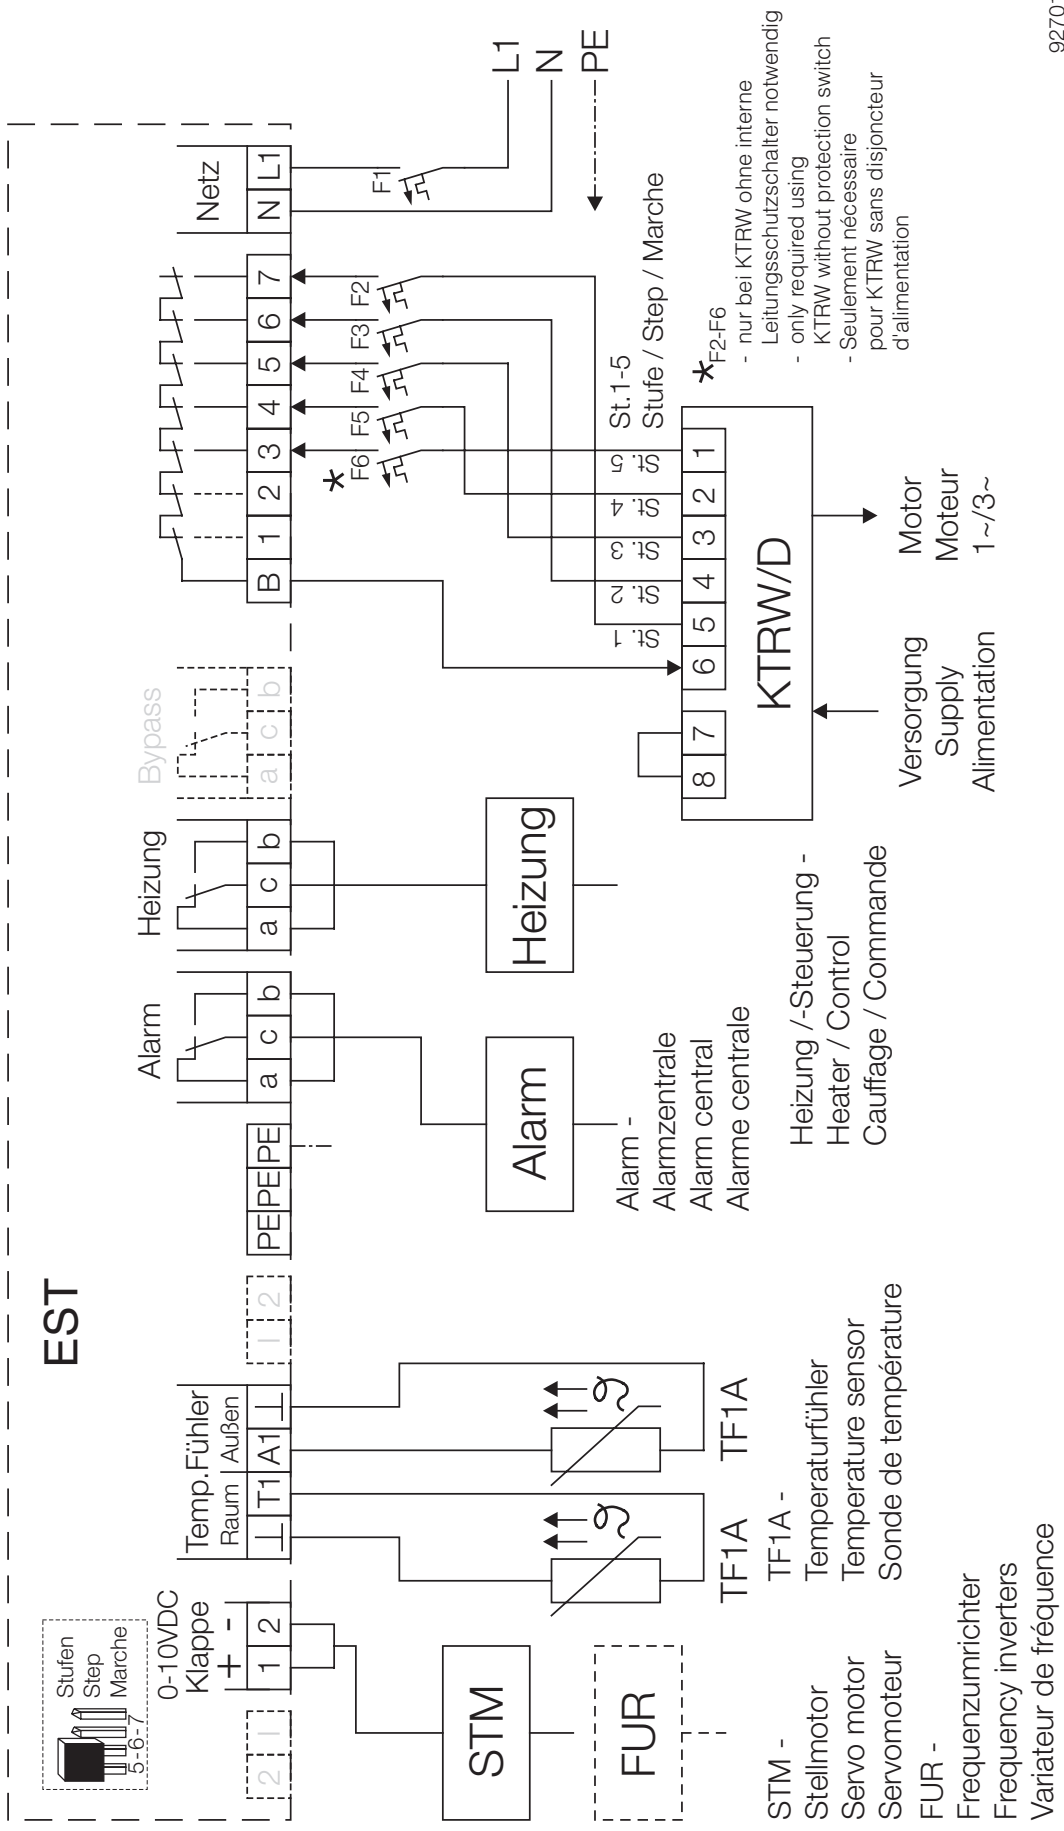 EST
Stufen
Step
Marche
5-6-7
2 1
0-10VDC
Klappe
+ -
1 2
Temp.Fühler
Raum Außen
⊥ T1 A1 ⊥
1 2
PE PE PE
Alarm
a c b
Heizung
a c b
Bypass
a c b
B 1 2 3 4 5 6 7
Netz
N L1
*
F6 F5 F4 F3 F2
F1
L1
N
PE
STM
FUR
TF1A
TF1A
Alarm
Heizung
St. 1
St. 2
St. 3
St. 4
St. 5
St.1-5
Stufe / Step / Marche
8 7 6 5 4 3 2 1
KTRW/D
*F2-F6
- nur bei KTRW ohne interne
Leitungsschutzschalter notwendig
- only required using
KTRW without protection switch
- Seulement nécessaire
pour KTRW sans disjoncteur
d'alimentation
Versorgung
Supply
Alimentation
Motor
Moteur
1~/3~
STM -
Stellmotor
Servo motor
Servomoteur
FUR -
Frequenzumrichter
Frequency inverters
Variateur de fréquence
TF1A -
Temperaturfühler
Temperature sensor
Sonde de température
Alarm -
Alarmzentrale
Alarm central
Alarme centrale
Heizung /-Steuerung -
Heater / Control
Cauffage / Commande